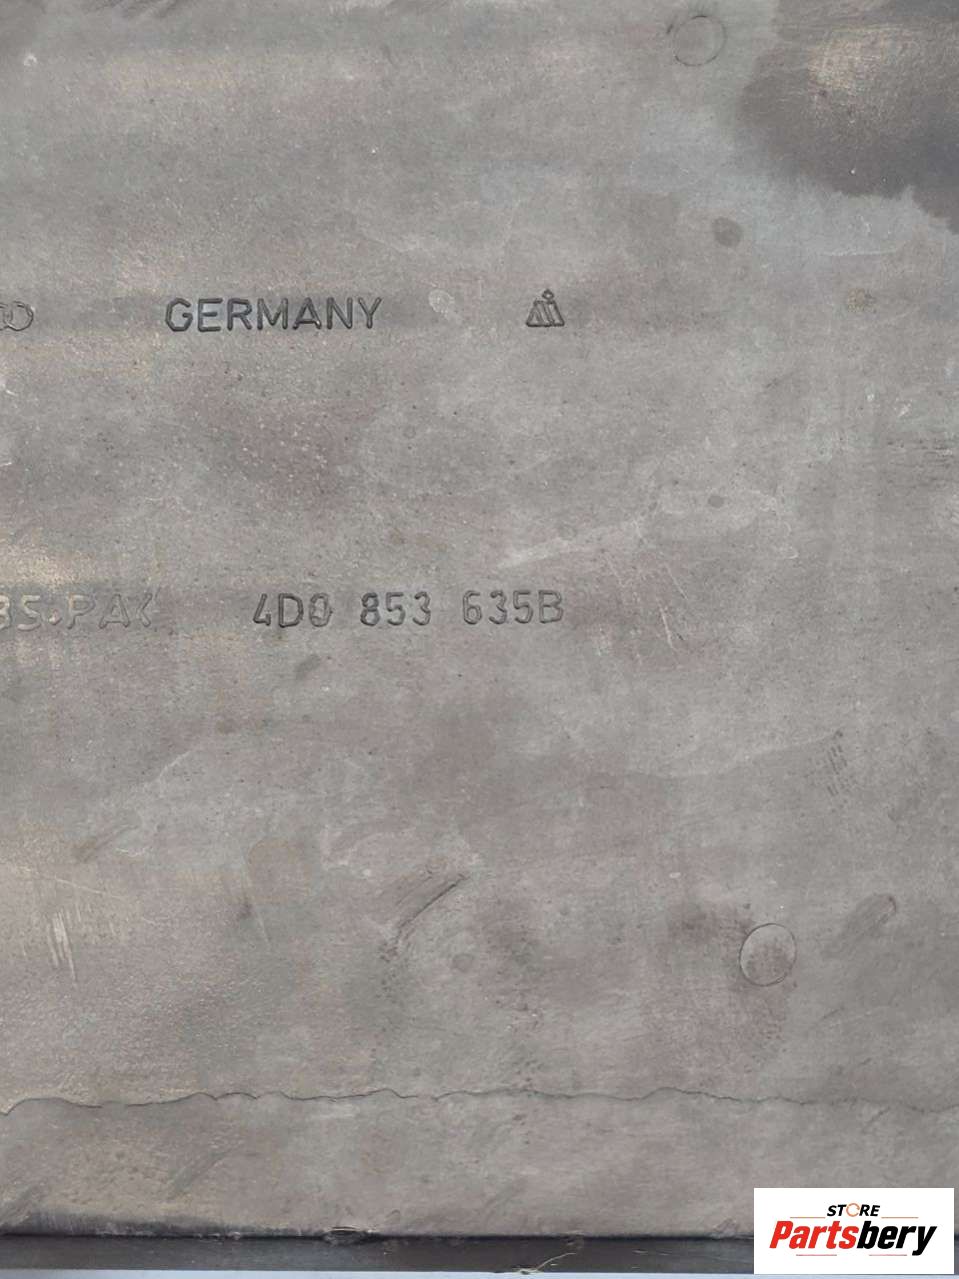 GERMANY
4D0 853 635B
STORE
Partsbery